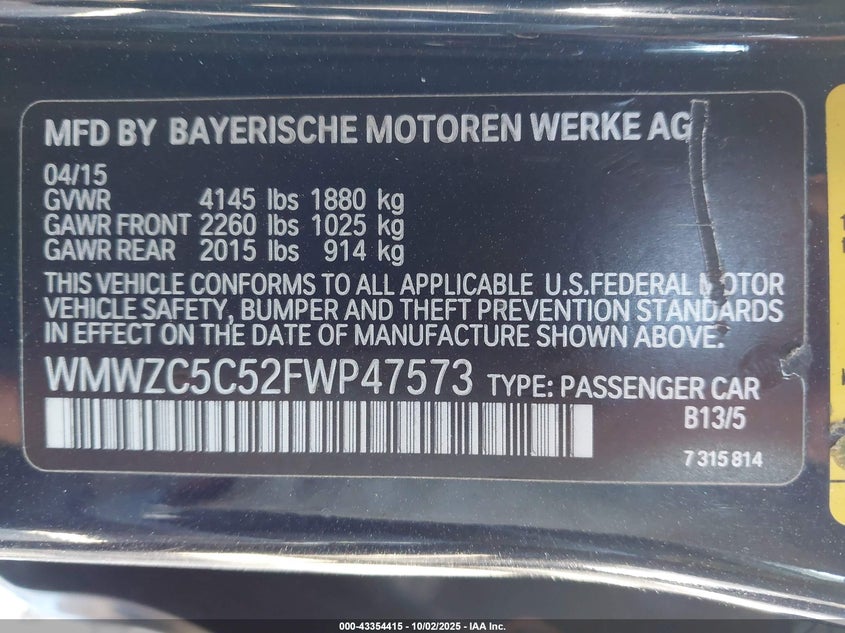 MFD BY BAYERISCHE MOTOREN WERKE AG
04/15
GVWR 4145 lbs 1880 kg
GAWR FRONT 2260 lbs 1025 kg
GAWR REAR 2015 lbs 914 kg
THIS VEHICLE CONFORMS TO ALL APPLICABLE U.S.FEDERAL MOTOR
VEHICLE SAFETY, BUMPER AND THEFT PREVENTION STANDARDS
IN EFFECT ON THE DATE OF MANUFACTURE SHOWN ABOVE.
WMWZC5C52FWP47573 TYPE: PASSENGER CAR
B13/5
7 315 814
000-43354415 - 10/02/2025 - IAA Inc.